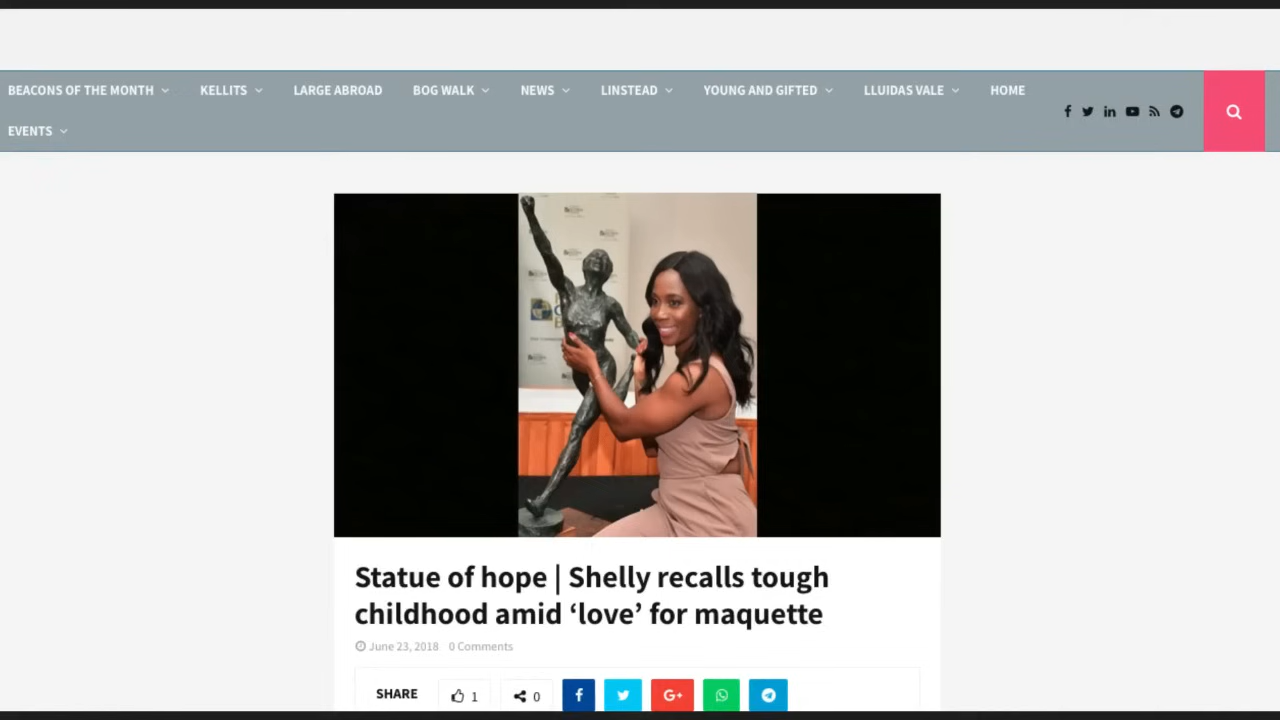 BEACONS OF THE MONTH KELLITS LARGE ABROAD BOG WALK NEWS LINSTEAD YOUNG AND GIFTED LLUIDAS VALE HOME
EVENTS
Statue of hope | Shelly recalls tough
childhood amid ‘love’ for maquette
June 23, 2018 0 Comments
SHARE 1 0 G+